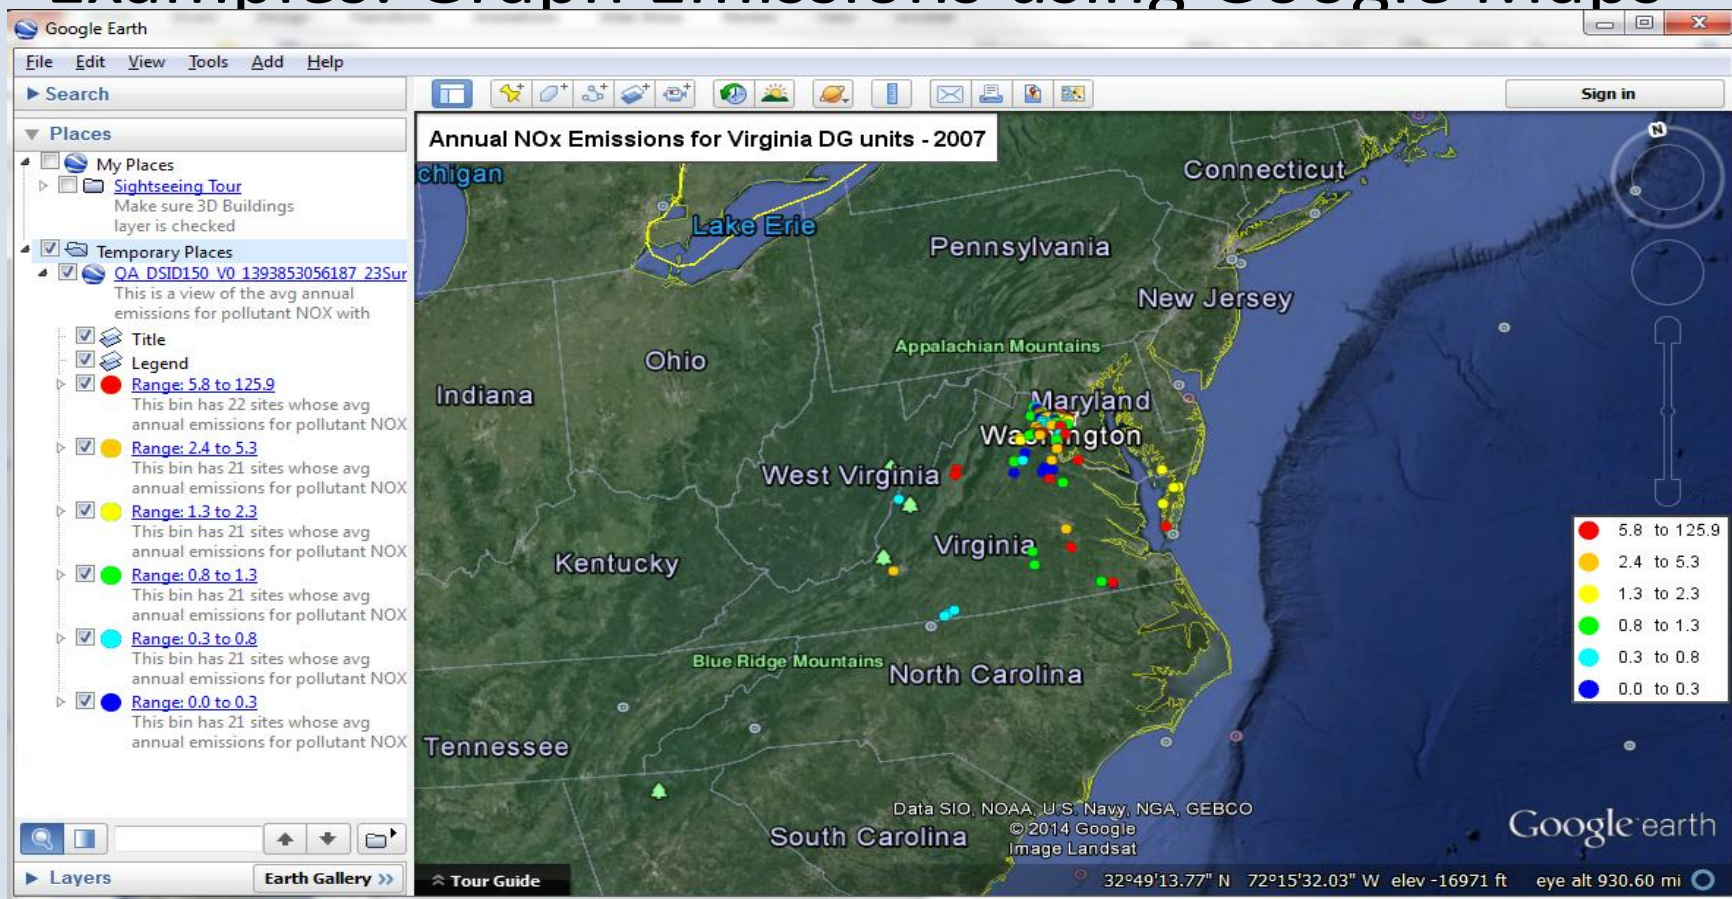 Examples: Graph Emissions using Google Maps
Google Earth
File Edit View Tools Add Help
Search
Places
My Places
Sightseeing Tour
Make sure 3D Buildings
layer is checked
Temporary Places
QA_DSID150_V0_1393853056187_23Sur
This is a view of the avg annual
emissions for pollutant NOX with
Title
Legend
Range: 5.8 to 125.9
This bin has 22 sites whose avg
annual emissions for pollutant NOX
Range: 2.4 to 5.3
This bin has 21 sites whose avg
annual emissions for pollutant NOX
Range: 1.3 to 2.3
This bin has 21 sites whose avg
annual emissions for pollutant NOX
Range: 0.8 to 1.3
This bin has 21 sites whose avg
annual emissions for pollutant NOX
Range: 0.3 to 0.8
This bin has 21 sites whose avg
annual emissions for pollutant NOX
Range: 0.0 to 0.3
This bin has 21 sites whose avg
annual emissions for pollutant NOX
Layers
Earth Gallery >>
Sign in
Annual NOx Emissions for Virginia DG units - 2007
N
chigan
Connecticut
Lake Erie
Pennsylvania
New Jersey
Appalachian Mountains
Ohio
Indiana
Maryland
Washington
West Virginia
Virginia
Kentucky
Blue Ridge Mountains
North Carolina
Tennessee
South Carolina
5.8 to 125.9
2.4 to 5.3
1.3 to 2.3
0.8 to 1.3
0.3 to 0.8
0.0 to 0.3
Data SIO, NOAA, U.S. Navy, NGA, GEBCO
© 2014 Google
Image Landsat
Google earth
Tour Guide
32°49'13.77" N 72°15'32.03" W elev -16971 ft eye alt 930.60 mi